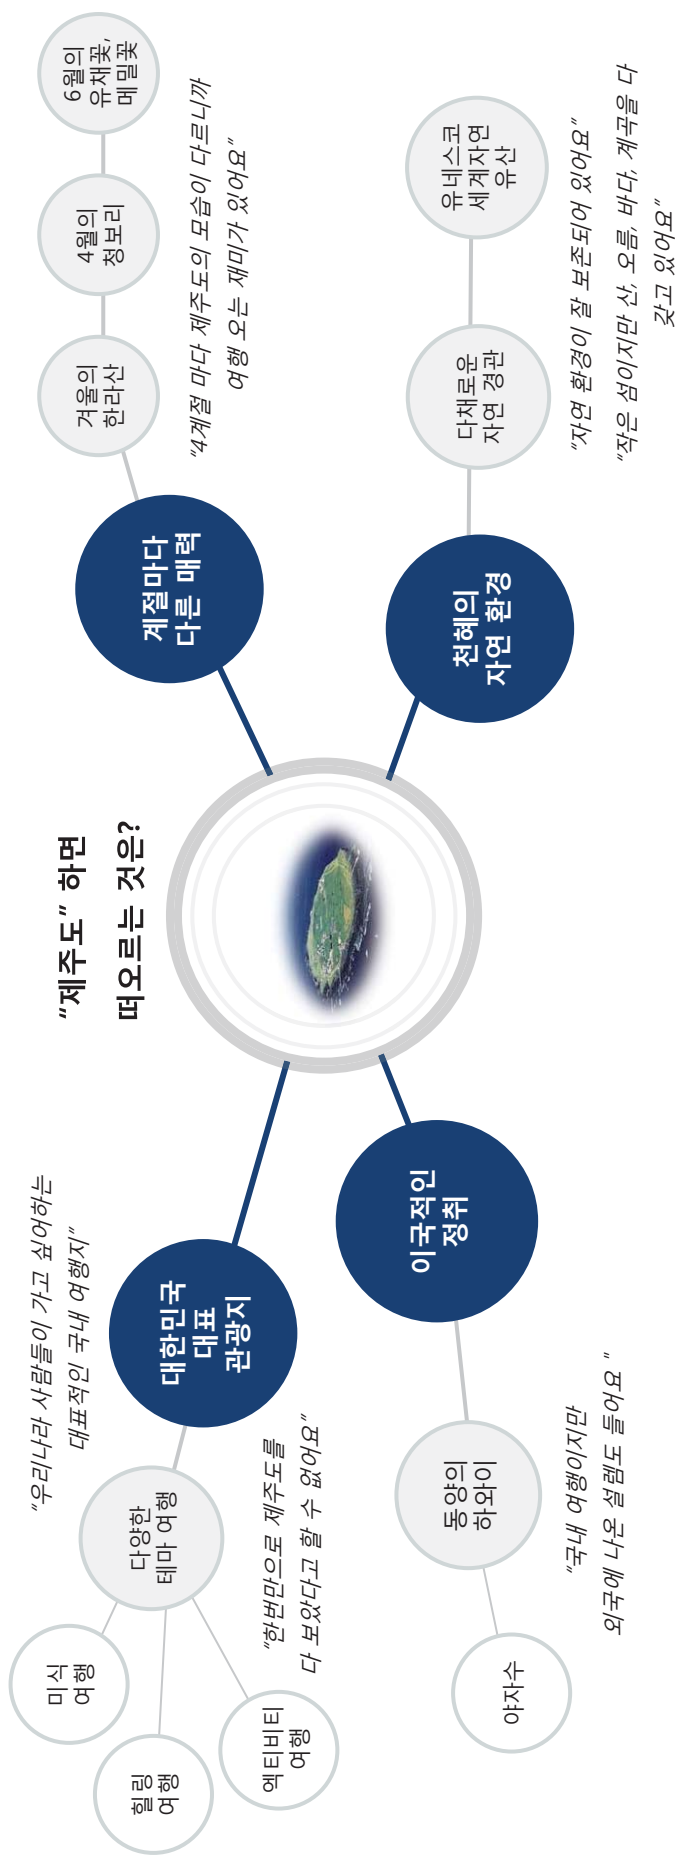 "제주도" 하면
떠오르는 것은?
"우리나라 사람들이 가고 싶어하는
대표적인 국내 여행지"
대한민국
대표
관광지
다양한
테마 여행
미식
여행
힐링
여행
엑티비티
여행
"한번만으로 제주도를
다 보았다고 할 수 없어요"
이국적인
정취
동양의
하와이
야자수
"국내 여행이지만
외국에 나온 설렘도 들어요 "
계절마다
다른 매력
겨울의
한라산
4월의
청보리
6월의
유채꽃,
메밀꽃
"4계절 마다 제주도의 모습이 다르니까
여행 오는 재미가 있어요"
천혜의
자연 환경
다채로운
자연 경관
유네스코
세계자연
유산
"자연 환경이 잘 보존되어 있어요"
"작은 섬이지만 산, 오름, 바다, 계곡을 다
갖고 있어요"